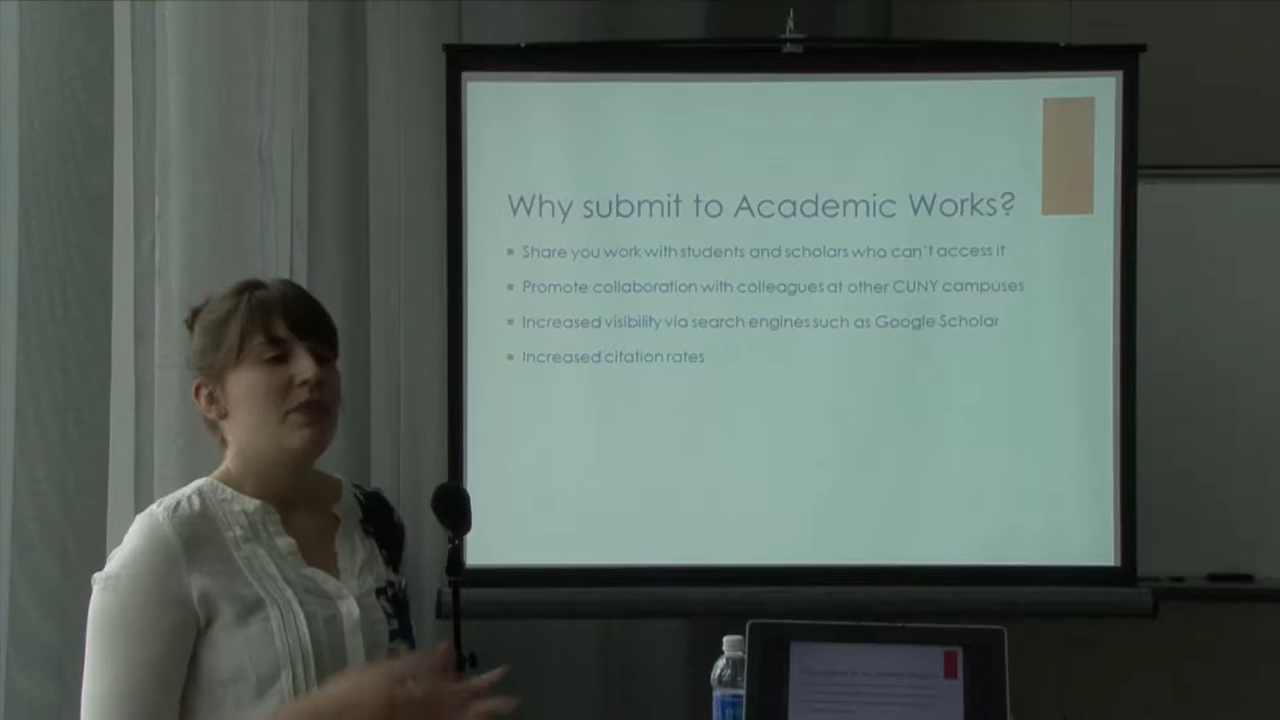 Why submit to Academic Works?
Share you work with students and scholars who can't access it
Promote collaboration with colleagues at other CUNY campuses
Increased visibility via search engines such as Google Scholar
Increased citation rates